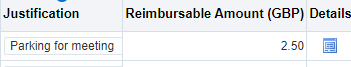 Justification Reimbursable Amount (GBP) Details
Parking for meeting 2.50